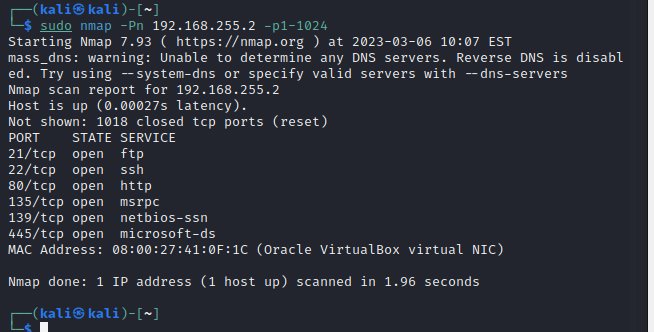 ┌──(kali㉿kali)-[~]
└─$ sudo nmap -Pn 192.168.255.2 -p1-1024
Starting Nmap 7.93 ( https://nmap.org ) at 2023-03-06 10:07 EST
mass_dns: warning: Unable to determine any DNS servers. Reverse DNS is disabl
ed. Try using --system-dns or specify valid servers with --dns-servers
Nmap scan report for 192.168.255.2
Host is up (0.00027s latency).
Not shown: 1018 closed tcp ports (reset)
PORT    STATE SERVICE
21/tcp  open  ftp
22/tcp  open  ssh
80/tcp  open  http
135/tcp open  msrpc
139/tcp open  netbios-ssn
445/tcp open  microsoft-ds
MAC Address: 08:00:27:41:0F:1C (Oracle VirtualBox virtual NIC)
Nmap done: 1 IP address (1 host up) scanned in 1.96 seconds
┌──(kali㉿kali)-[~]
└─$